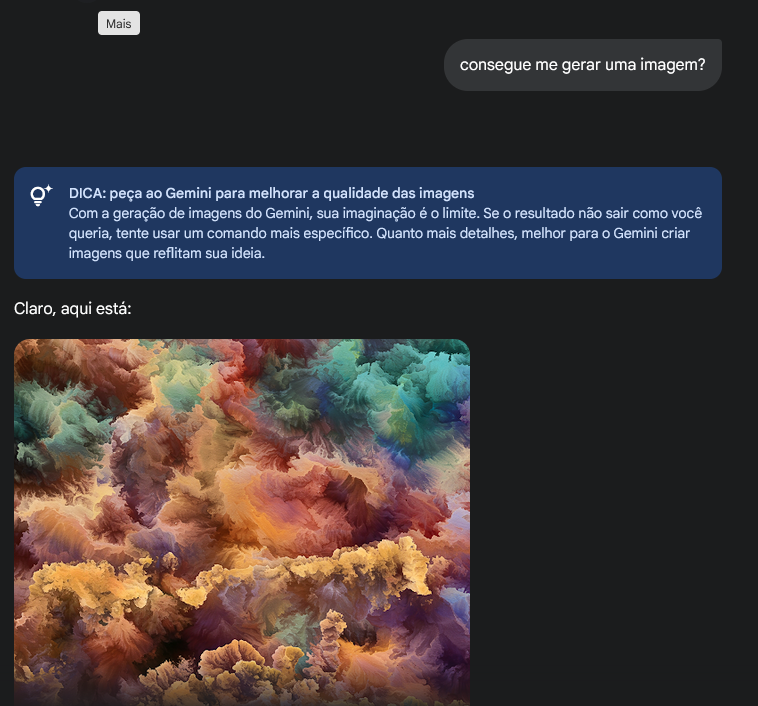 Mais
consegue me gerar uma imagem?
DICA: peça ao Gemini para melhorar a qualidade das imagens
Com a geração de imagens do Gemini, sua imaginação é o limite. Se o resultado não sair como você
queria, tente usar um comando mais específico. Quanto mais detalhes, melhor para o Gemini criar
imagens que reflitam sua ideia.
Claro, aqui está: